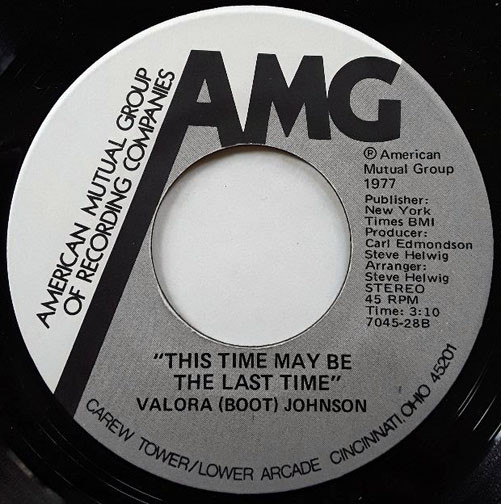 AMG
AMERICAN MUTUAL GROUP
OF RECORDING COMPANIES
℗ American
Mutual Group
1977
Publisher:
New York
Times BMI
Producer:
Carl Edmondson
Steve Helwig
Arranger:
Steve Helwig
STEREO
45 RPM
Time: 3:10
7045-28B
"THIS TIME MAY BE
THE LAST TIME"
VALORA (BOOT) JOHNSON
CAREW TOWER/LOWER ARCADE CINCINNATI, OHIO 45201